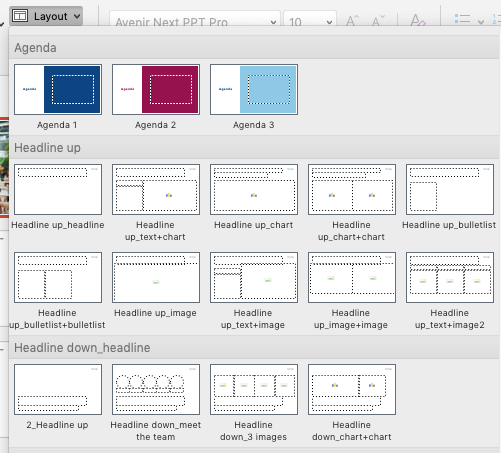 Layout
Avenir Next PPT Pro
10
Agenda
Agenda 1
Agenda 2
Agenda 3
Headline up
Headline up_headline
Headline
up_text+chart
Headline up_chart
Headline
up_chart+chart
Headline up_bulletlist
Headline
up_bulletlist+bulletlist
Headline up_image
Headline
up_text+image
Headline
up_image+image
Headline
up_text+image2
Headline down_headline
2_Headline up
Headline down_meet
the team
Headline
down_3 images
Headline
down_chart+chart